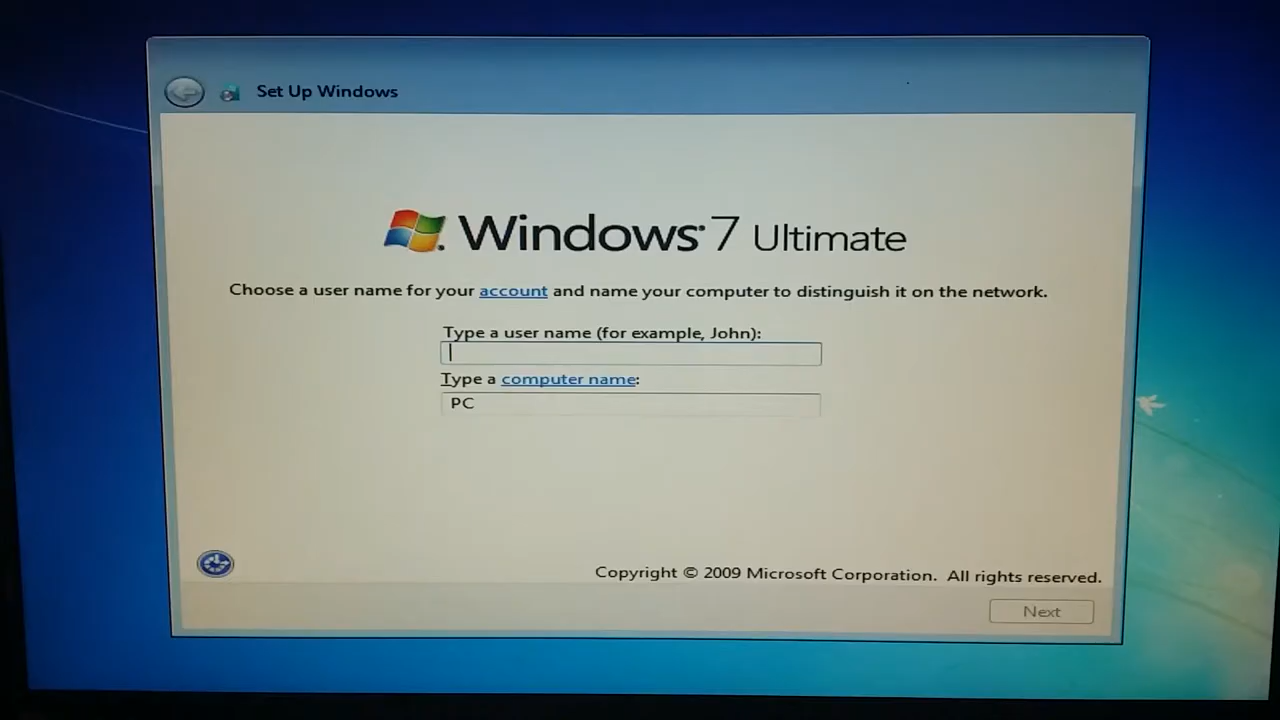 Set Up Windows
Windows 7 Ultimate
Choose a user name for your account and name your computer to distinguish it on the network.
Type a user name (for example, John):
Type a computer name:
PC
Copyright © 2009 Microsoft Corporation. All rights reserved.
Next